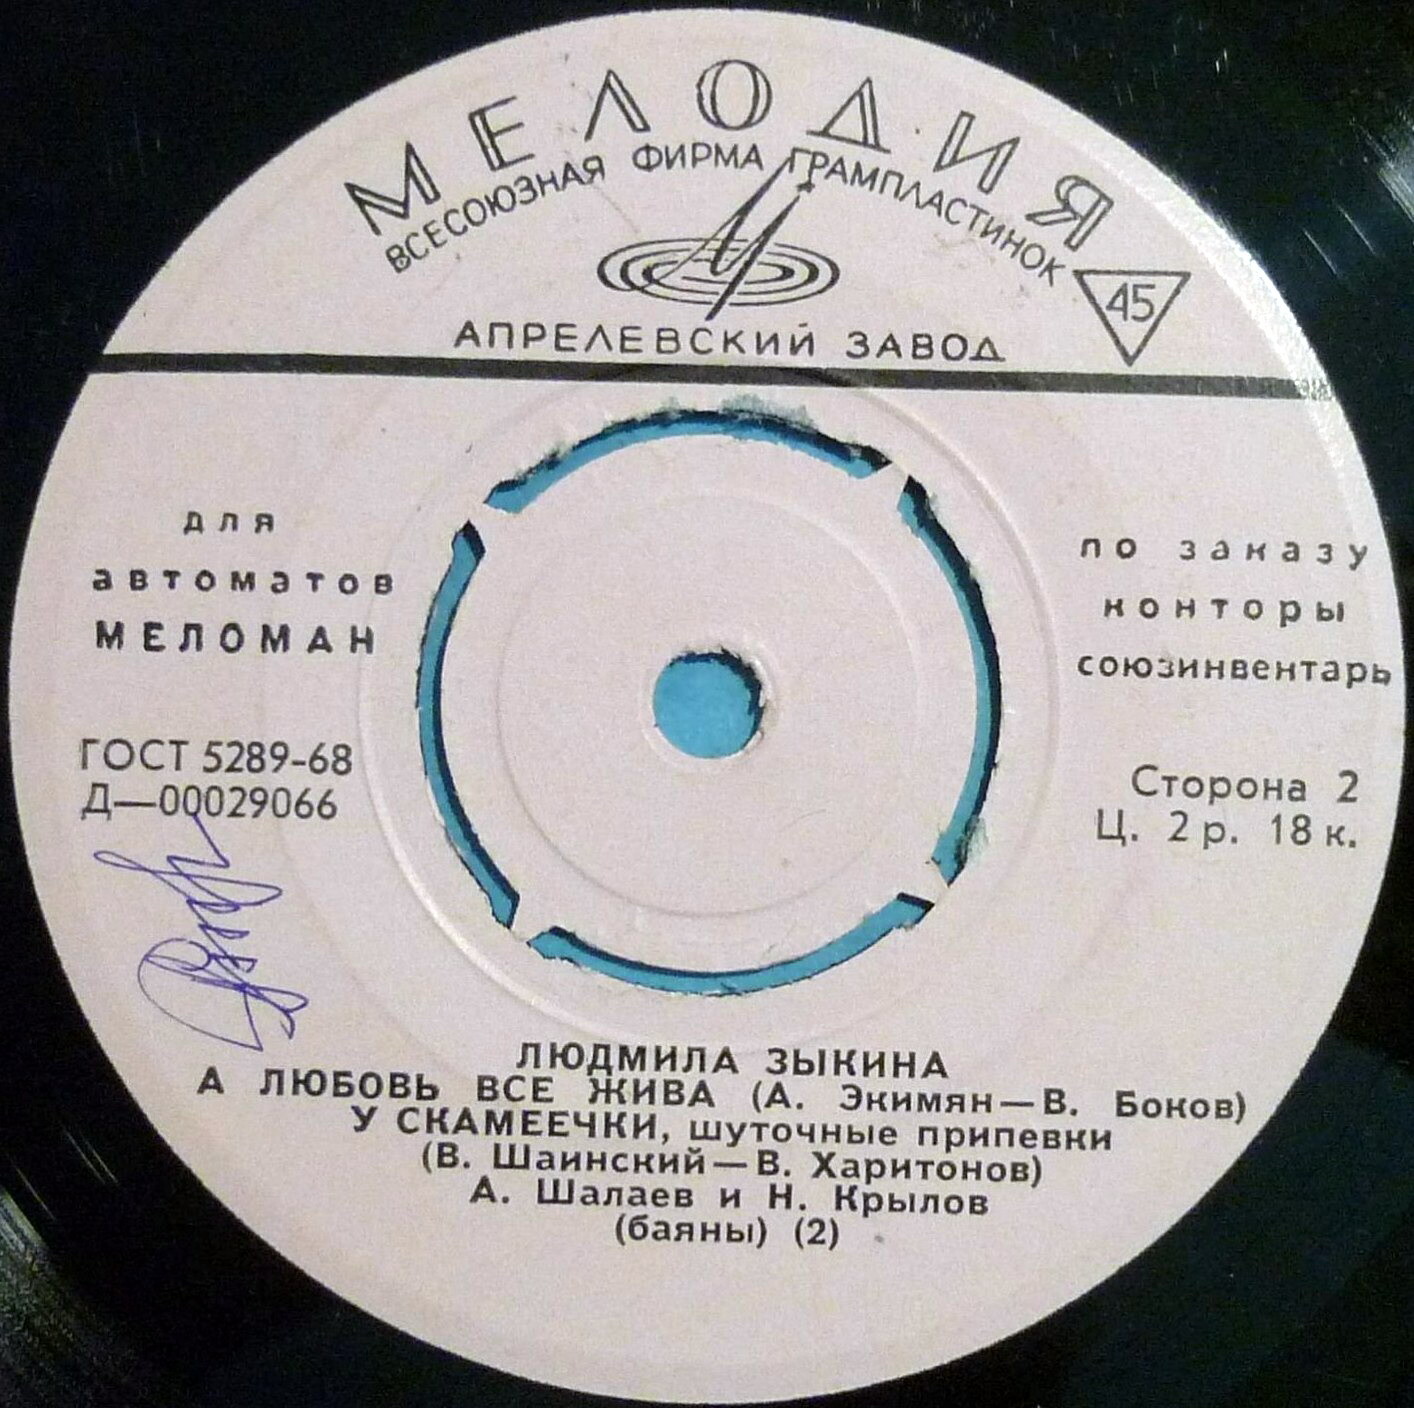 МЕЛОДИЯ
ВСЕСОЮЗНАЯ ФИРМА ГРАМПЛАСТИНОК
45
АПРЕЛЕВСКИЙ ЗАВОД
для
автоматов
МЕЛОМАН
по заказу
конторы
союзинвентарь
ГОСТ 5289-68
Д—00029066
Сторона 2
Ц. 2 р. 18 к.
ЛЮДМИЛА ЗЫКИНА
А ЛЮБОВЬ ВСЕ ЖИВА (А. Экимян—В. Боков)
У СКАМЕЕЧКИ, шуточные припевки
(В. Шаинский—В. Харитонов)
А. Шалаев и Н. Крылов
(баяны) (2)